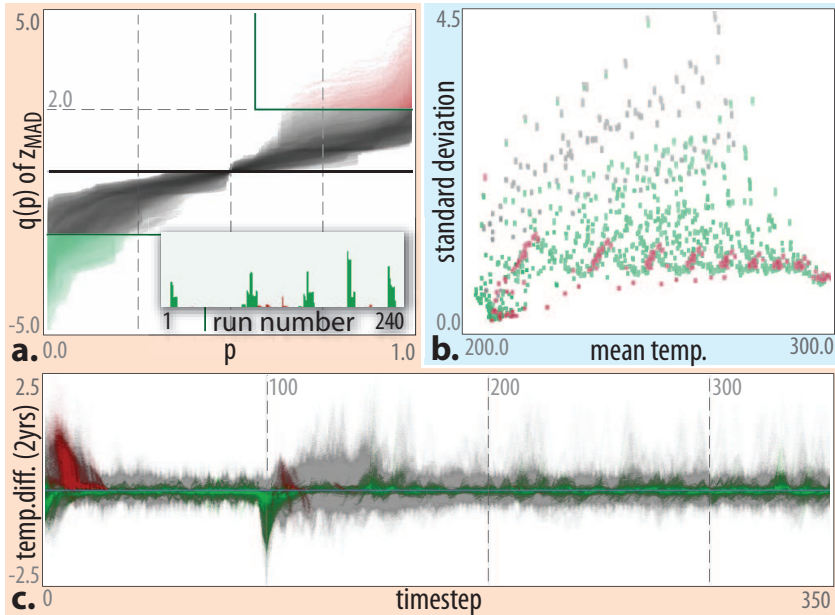 5.0
2.0
q(p) of z_MAD
1 run number 240
-5.0
0.0 p 1.0
a.
4.5
standard deviation
0.0
b.
200.0 mean temp. 300.0
2.5
100 200 300
temp.diff. (2yrs)
-2.5
c.
0 timestep 350